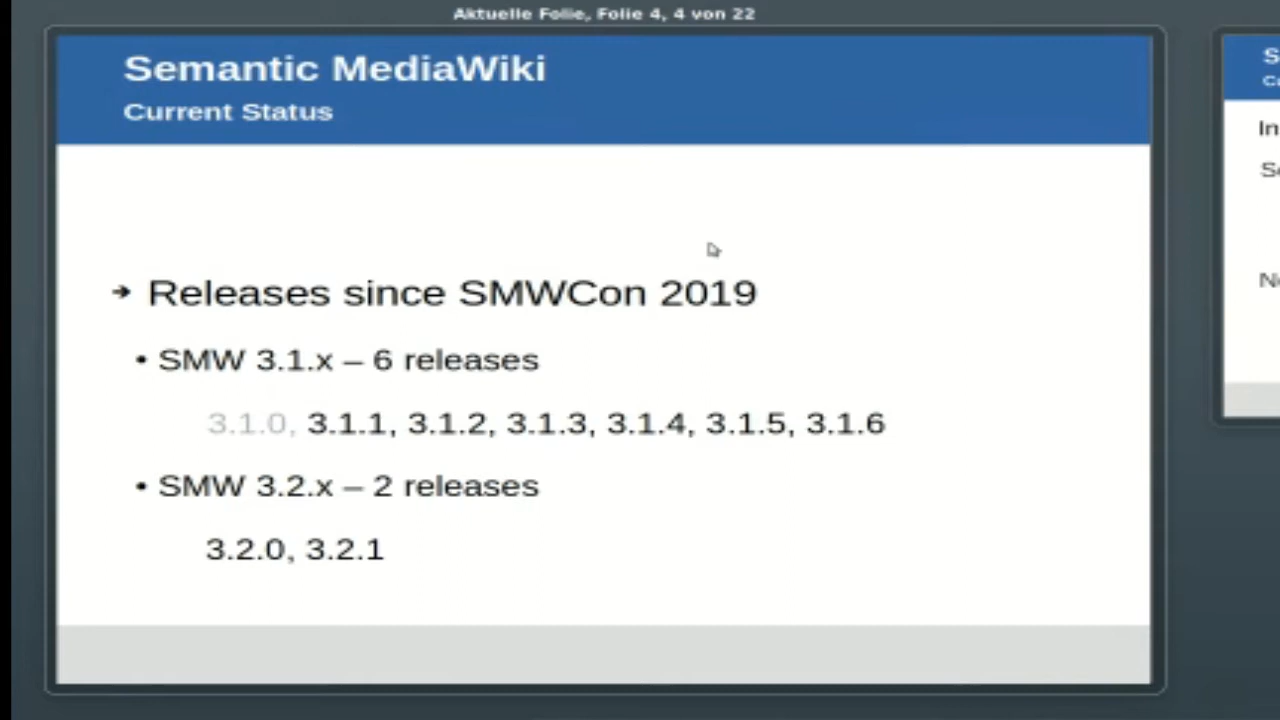 Aktuelle Folie, Folie 4, 4 von 22
Semantic MediaWiki
Current Status
➔ Releases since SMWCon 2019
• SMW 3.1.x – 6 releases
3.1.0, 3.1.1, 3.1.2, 3.1.3, 3.1.4, 3.1.5, 3.1.6
• SMW 3.2.x – 2 releases
3.2.0, 3.2.1